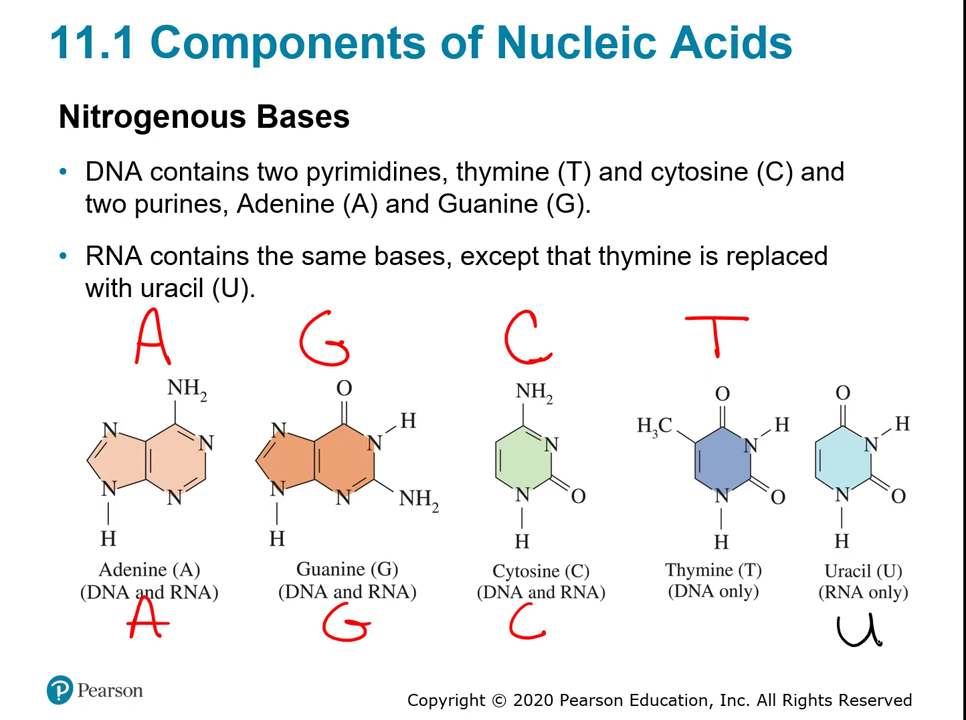 11.1 Components of Nucleic Acids
Nitrogenous Bases
• DNA contains two pyrimidines, thymine (T) and cytosine (C) and
two purines, Adenine (A) and Guanine (G).
• RNA contains the same bases, except that thymine is replaced
with uracil (U).
A G C T
NH2 O NH2 O O
N N H N H3C N H N H
N N N N NH2 N O N O N O
H H H H H
Adenine (A) Guanine (G) Cytosine (C) Thymine (T) Uracil (U)
(DNA and RNA) (DNA and RNA) (DNA and RNA) (DNA only) (RNA only)
A G C U
P Pearson
Copyright © 2020 Pearson Education, Inc. All Rights Reserved